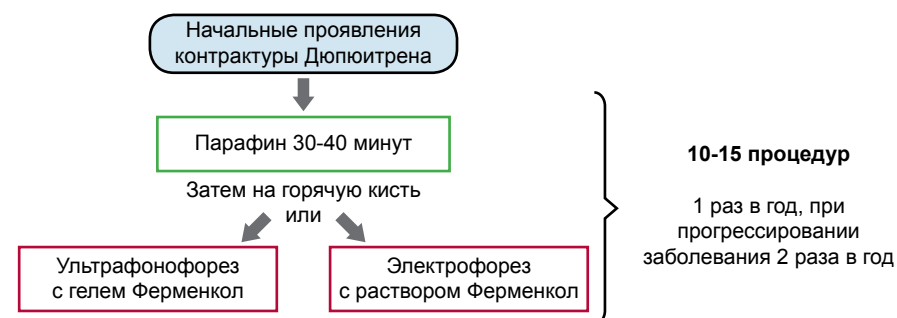 Начальные проявления
контрактуры Дюпюитрена
Парафин 30-40 минут
Затем на горячую кисть
или
Ультрафонофорез
с гелем Ферменкол
Электрофорез
с раствором Ферменкол
10-15 процедур
1 раз в год, при
прогрессировании
заболевания 2 раза в год